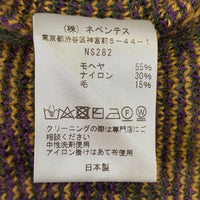 (株) ネペンテス
東京都渋谷区神宮前5-44-1
NS282
モヘヤ 55%
ナイロン 30%
毛 15%
クリーニングの際は専門店にご
相談ください
中性洗剤使用
アイロン掛けはあて布使用
日本製